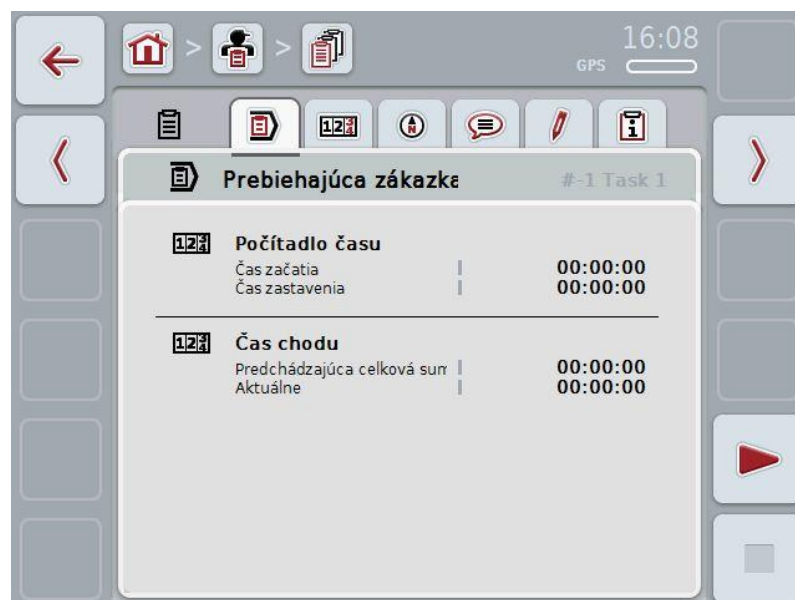 > >
16:08
GPS
Prebiehajúca zákazka
#-1 Task 1
Počítadlo času
Čas začatia 00:00:00
Čas zastavenia 00:00:00
Čas chodu
Predchádzajúca celková sum 00:00:00
Aktuálne 00:00:00